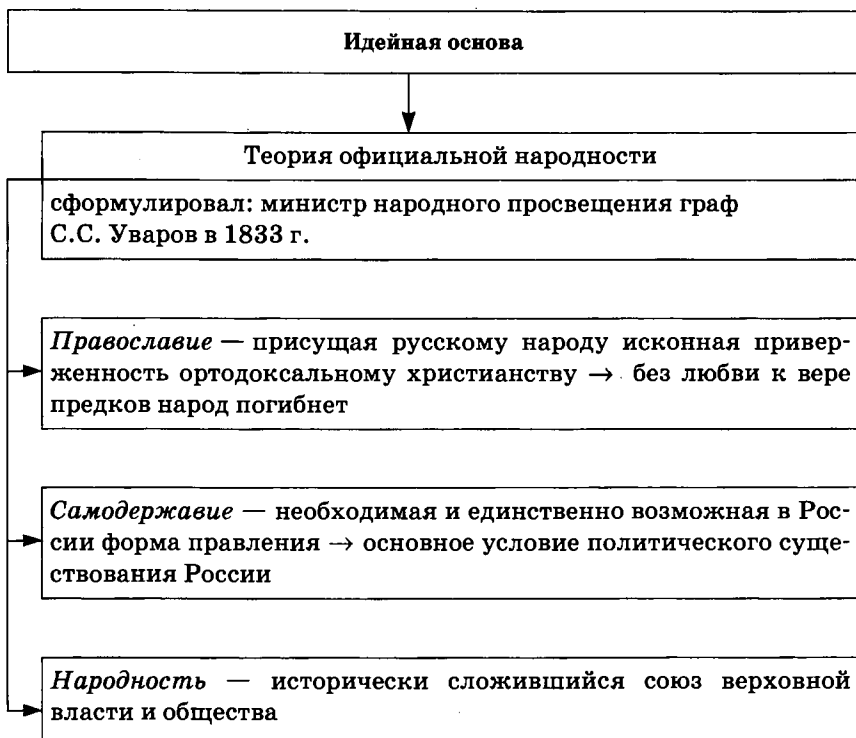 Идейная основа
Теория официальной народности
сформулировал: министр народного просвещения граф
С.С. Уваров в 1833 г.
Православие — присущая русскому народу исконная привер-
женность ортодоксальному христианству → без любви к вере
предков народ погибнет
Самодержавие — необходимая и единственно возможная в Рос-
сии форма правления → основное условие политического суще-
ствования России
Народность — исторически сложившийся союз верховной
власти и общества